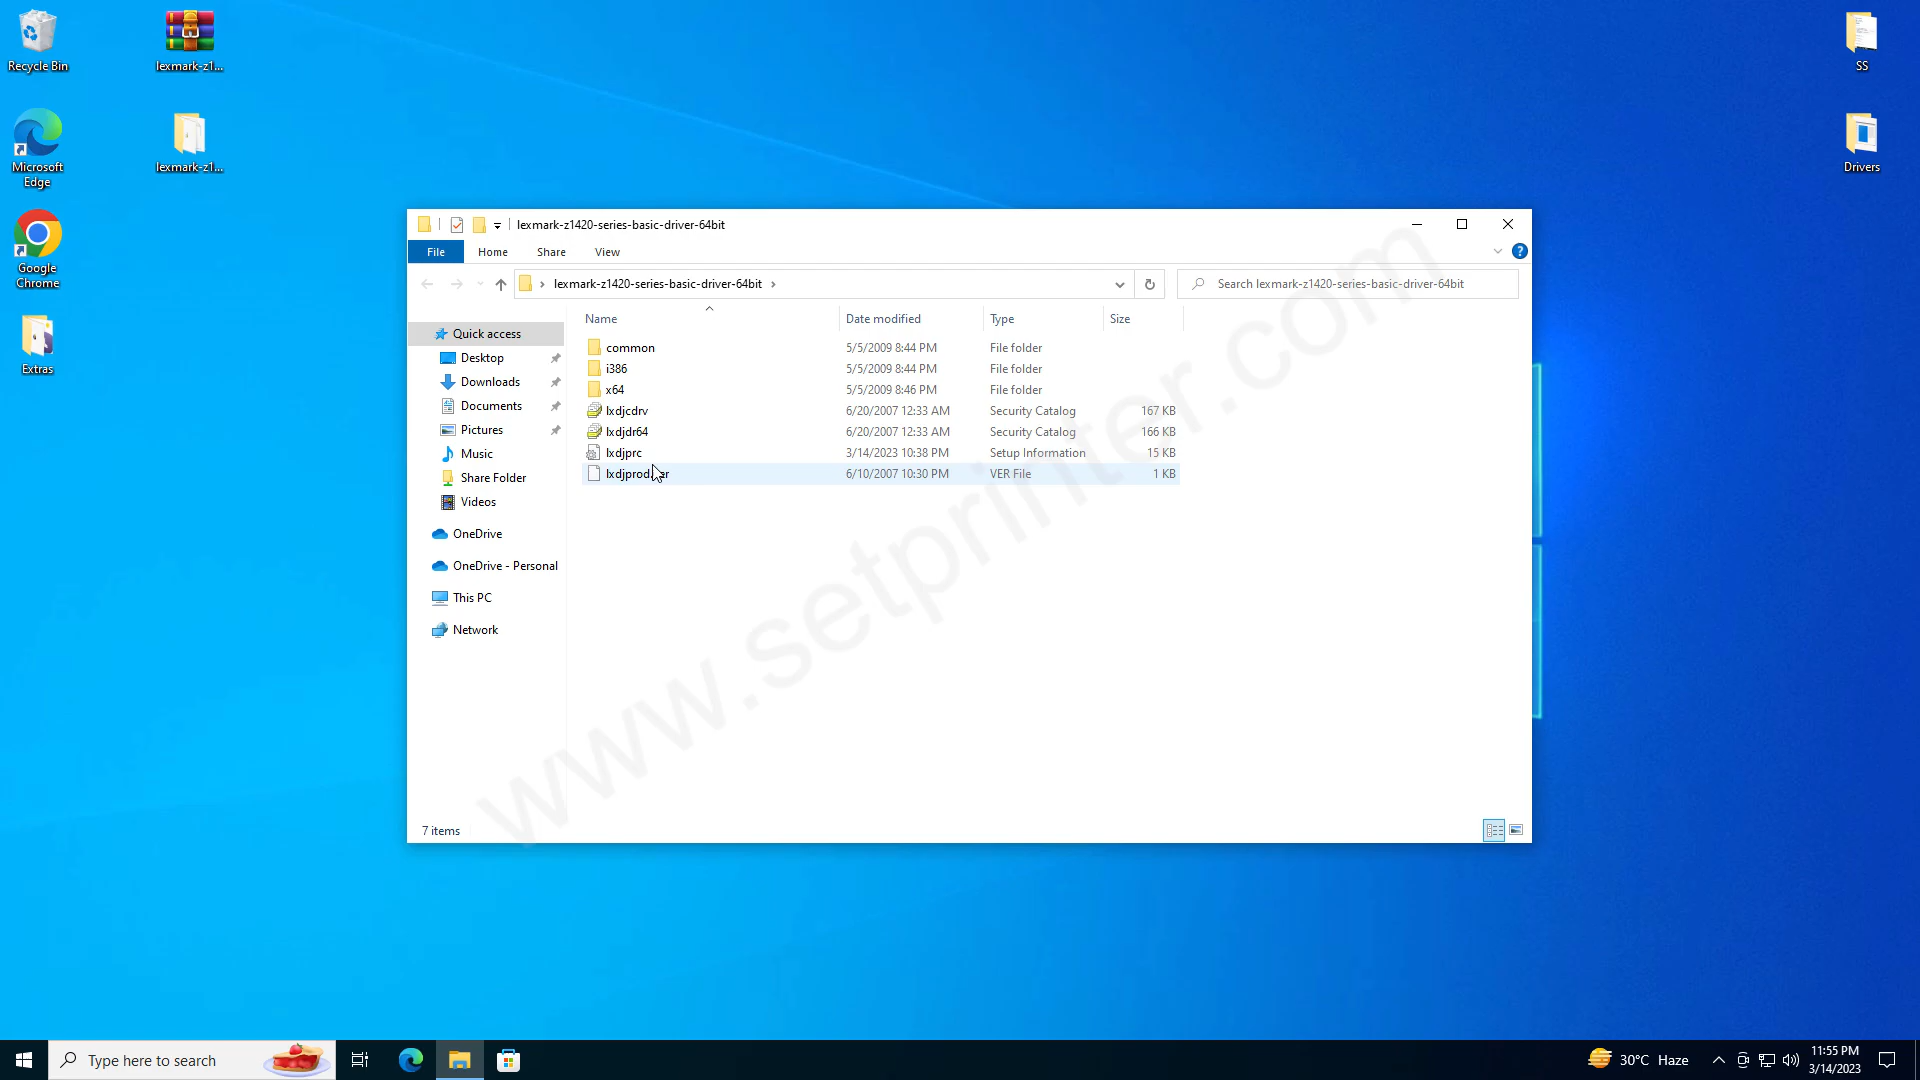 Recycle Bin
lexmark-z1...
Microsoft
Edge
lexmark-z1...
Google
Chrome
Extras
SS
Drivers
lexmark-z1420-series-basic-driver-64bit
File Home Share View
lexmark-z1420-series-basic-driver-64bit
Search lexmark-z1420-series-basic-driver-64bit
Name Date modified Type Size
Quick access
Desktop
Downloads
Documents
Pictures
Music
Share Folder
Videos
OneDrive
OneDrive - Personal
This PC
Network
common 5/5/2009 8:44 PM File folder
i386 5/5/2009 8:44 PM File folder
x64 5/5/2009 8:46 PM File folder
lxdjcdrv 6/20/2007 12:33 AM Security Catalog 167 KB
lxdjdr64 6/20/2007 12:33 AM Security Catalog 166 KB
lxdjprc 3/14/2023 10:38 PM Setup Information 15 KB
6/10/2007 10:30 PM VER File 1 KB
www.setprinter.com
7 items
Type here to search
30°C Haze
11:55 PM
3/14/2023